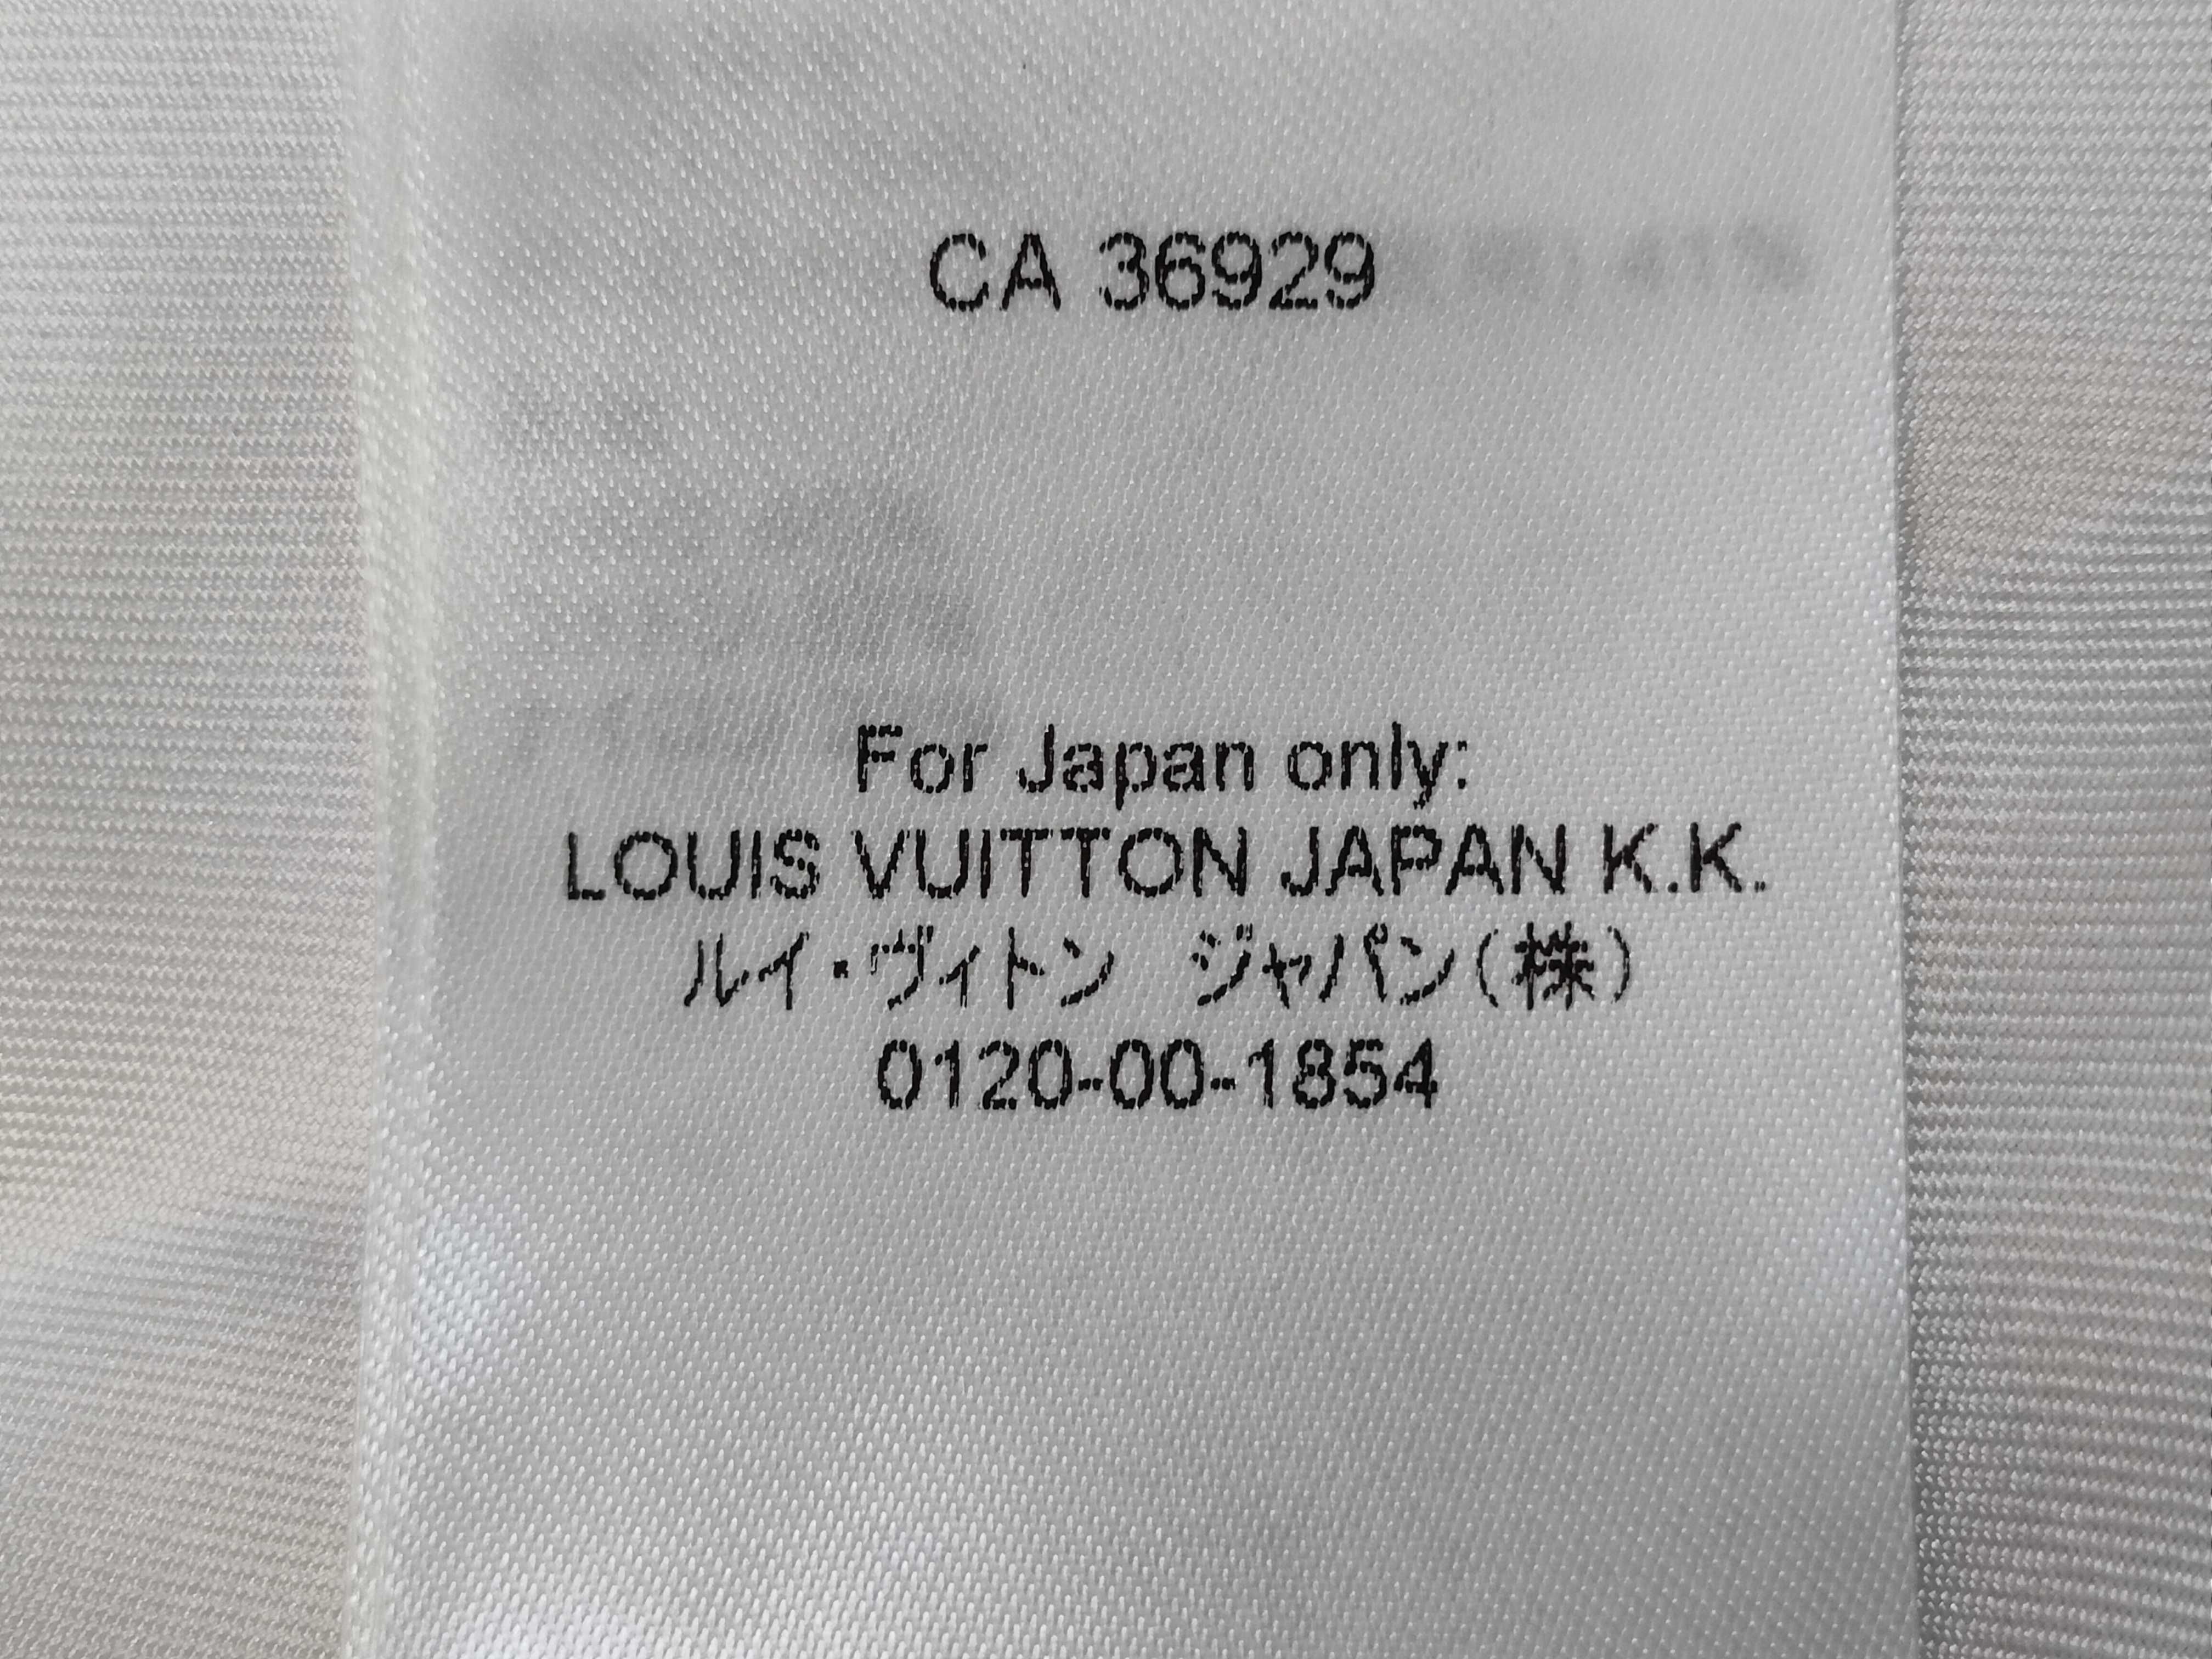 CA 36929
For Japan only:
LOUIS VUITTON JAPAN K.K.
ルイ・ヴィトン　ジャパン(株)
0120-00-1854